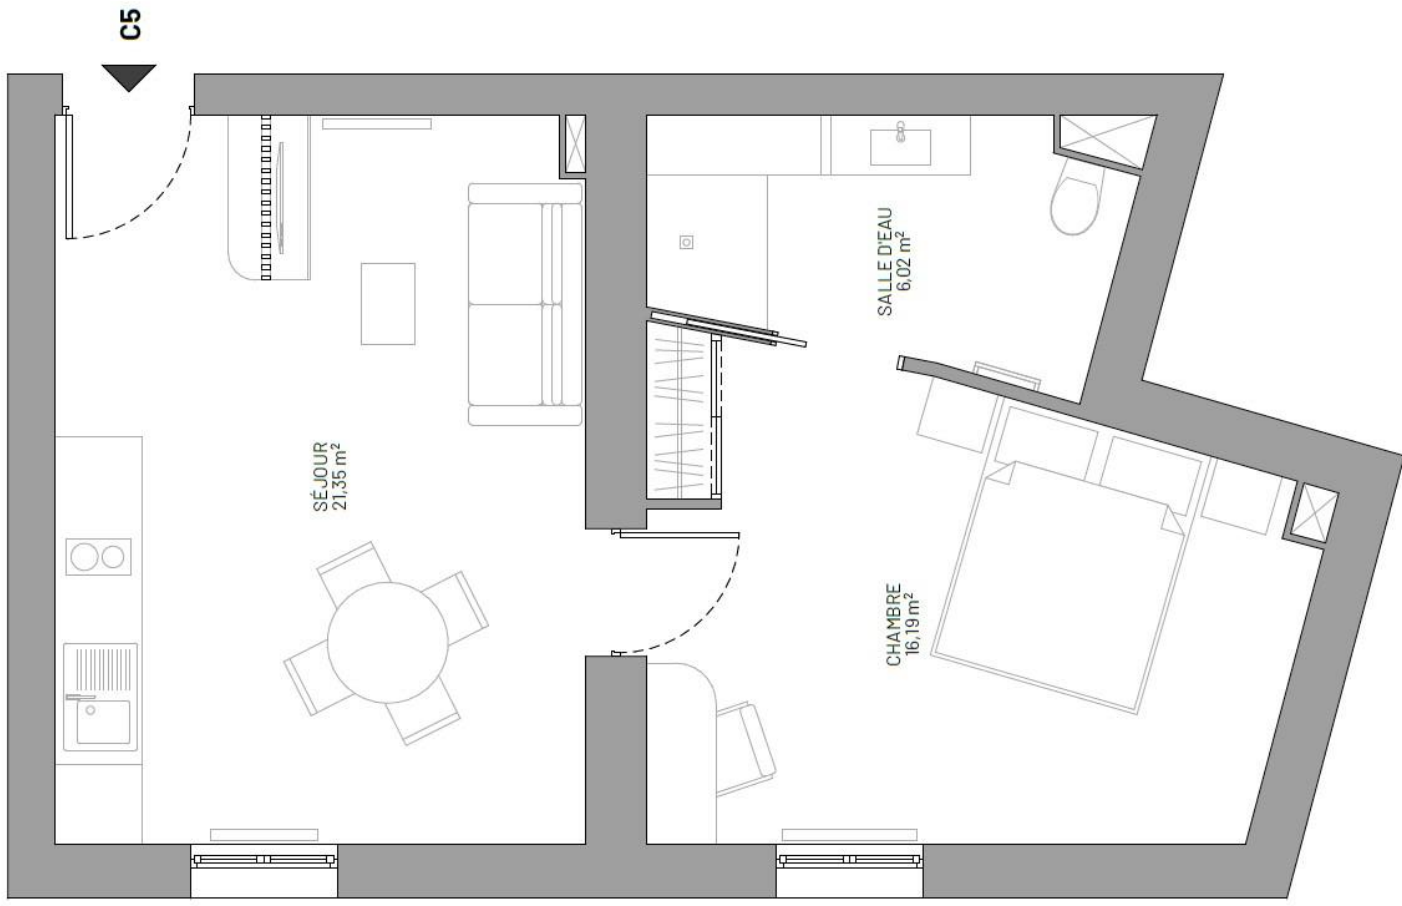 C5
SÉJOUR
21,35 m²
SALLE D'EAU
6,02 m²
CHAMBRE
16,19 m²